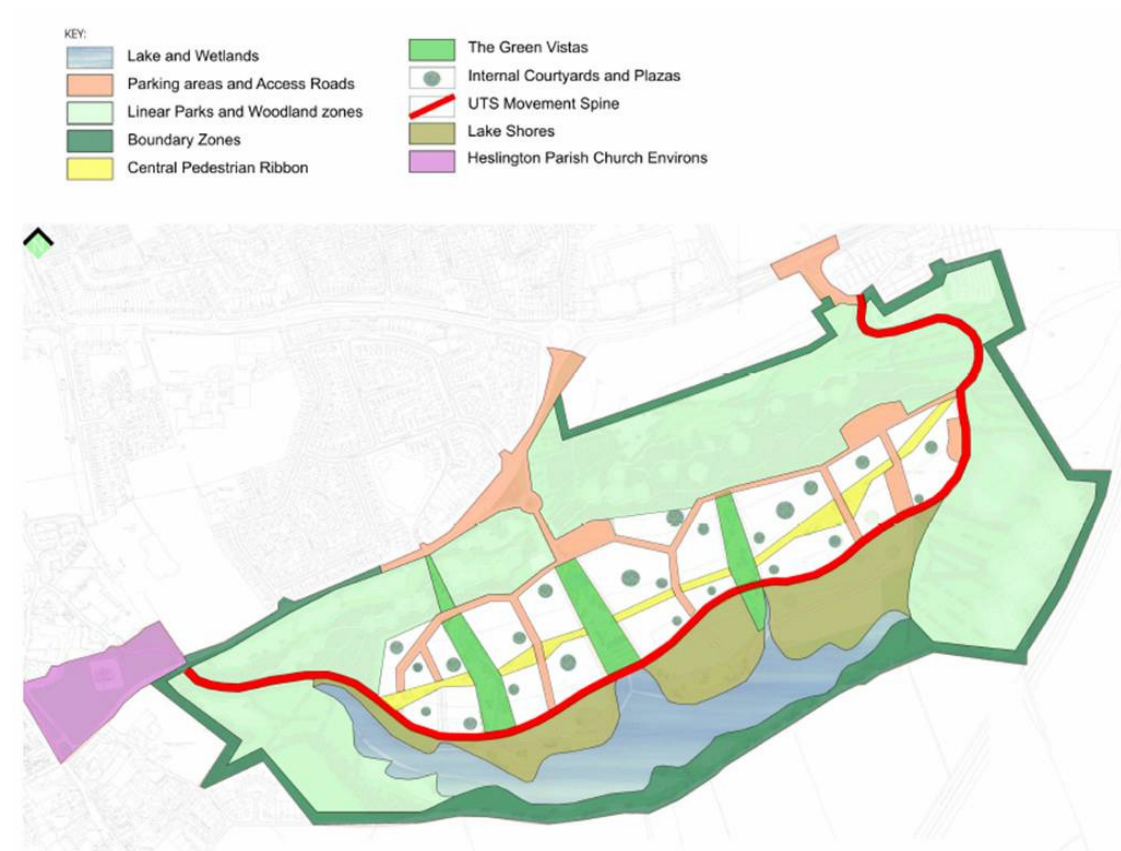 KEY:
Lake and Wetlands
Parking areas and Access Roads
Linear Parks and Woodland zones
Boundary Zones
Central Pedestrian Ribbon
The Green Vistas
Internal Courtyards and Plazas
UTS Movement Spine
Lake Shores
Heslington Parish Church Environs